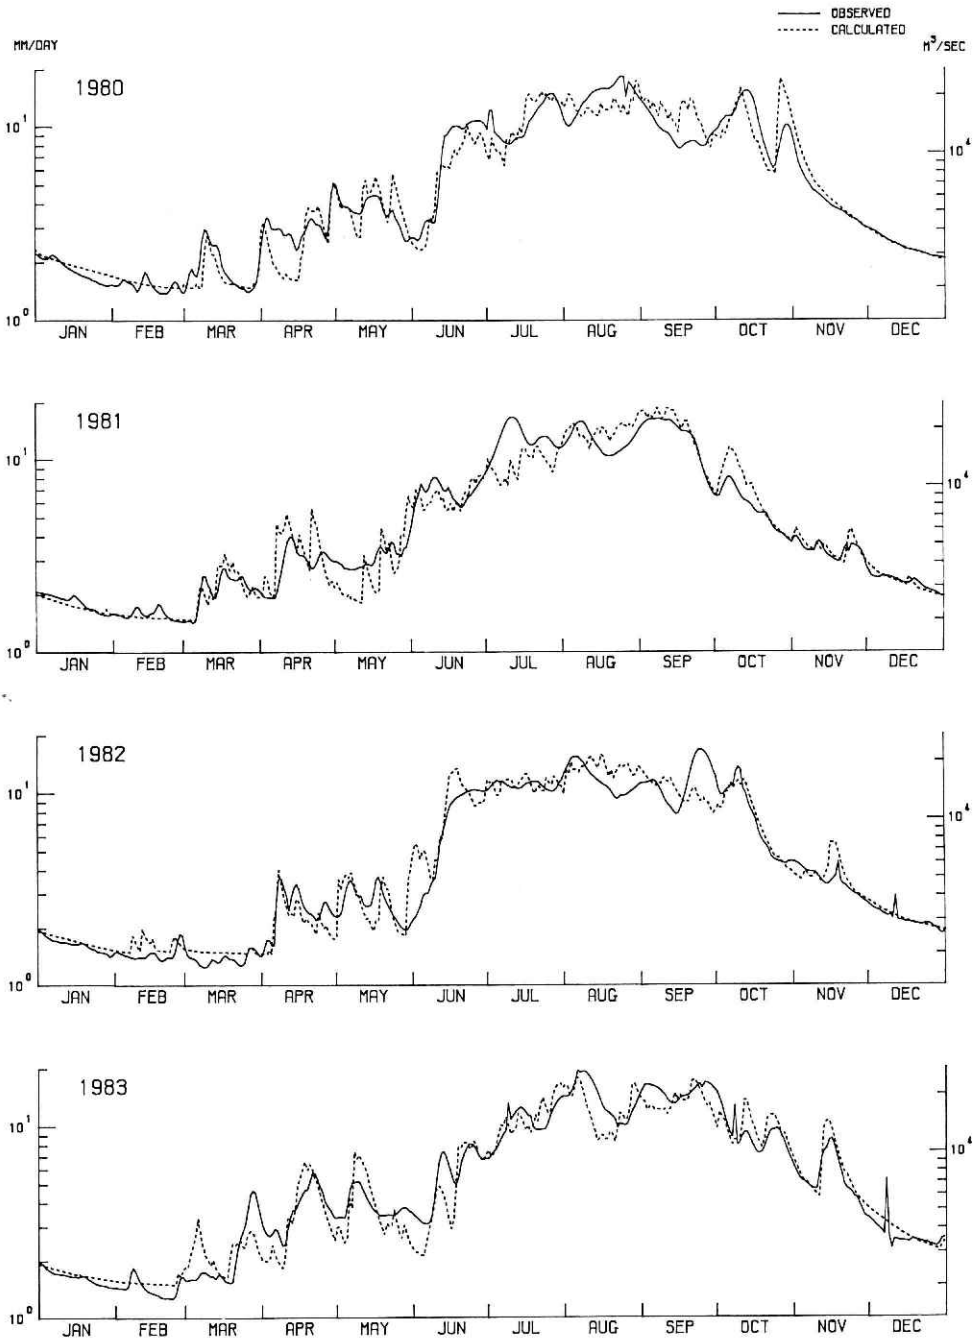 OBSERVED
CALCULATED
MM/DAY
M³/SEC
1980
10¹
10⁴
10⁰
JAN FEB MAR APR MAY JUN JUL AUG SEP OCT NOV DEC
1981
10¹
10⁴
10⁰
JAN FEB MAR APR MAY JUN JUL AUG SEP OCT NOV DEC
1982
10¹
10⁴
10⁰
JAN FEB MAR APR MAY JUN JUL AUG SEP OCT NOV DEC
1983
10¹
10⁴
10⁰
JAN FEB MAR APR MAY JUN JUL AUG SEP OCT NOV DEC